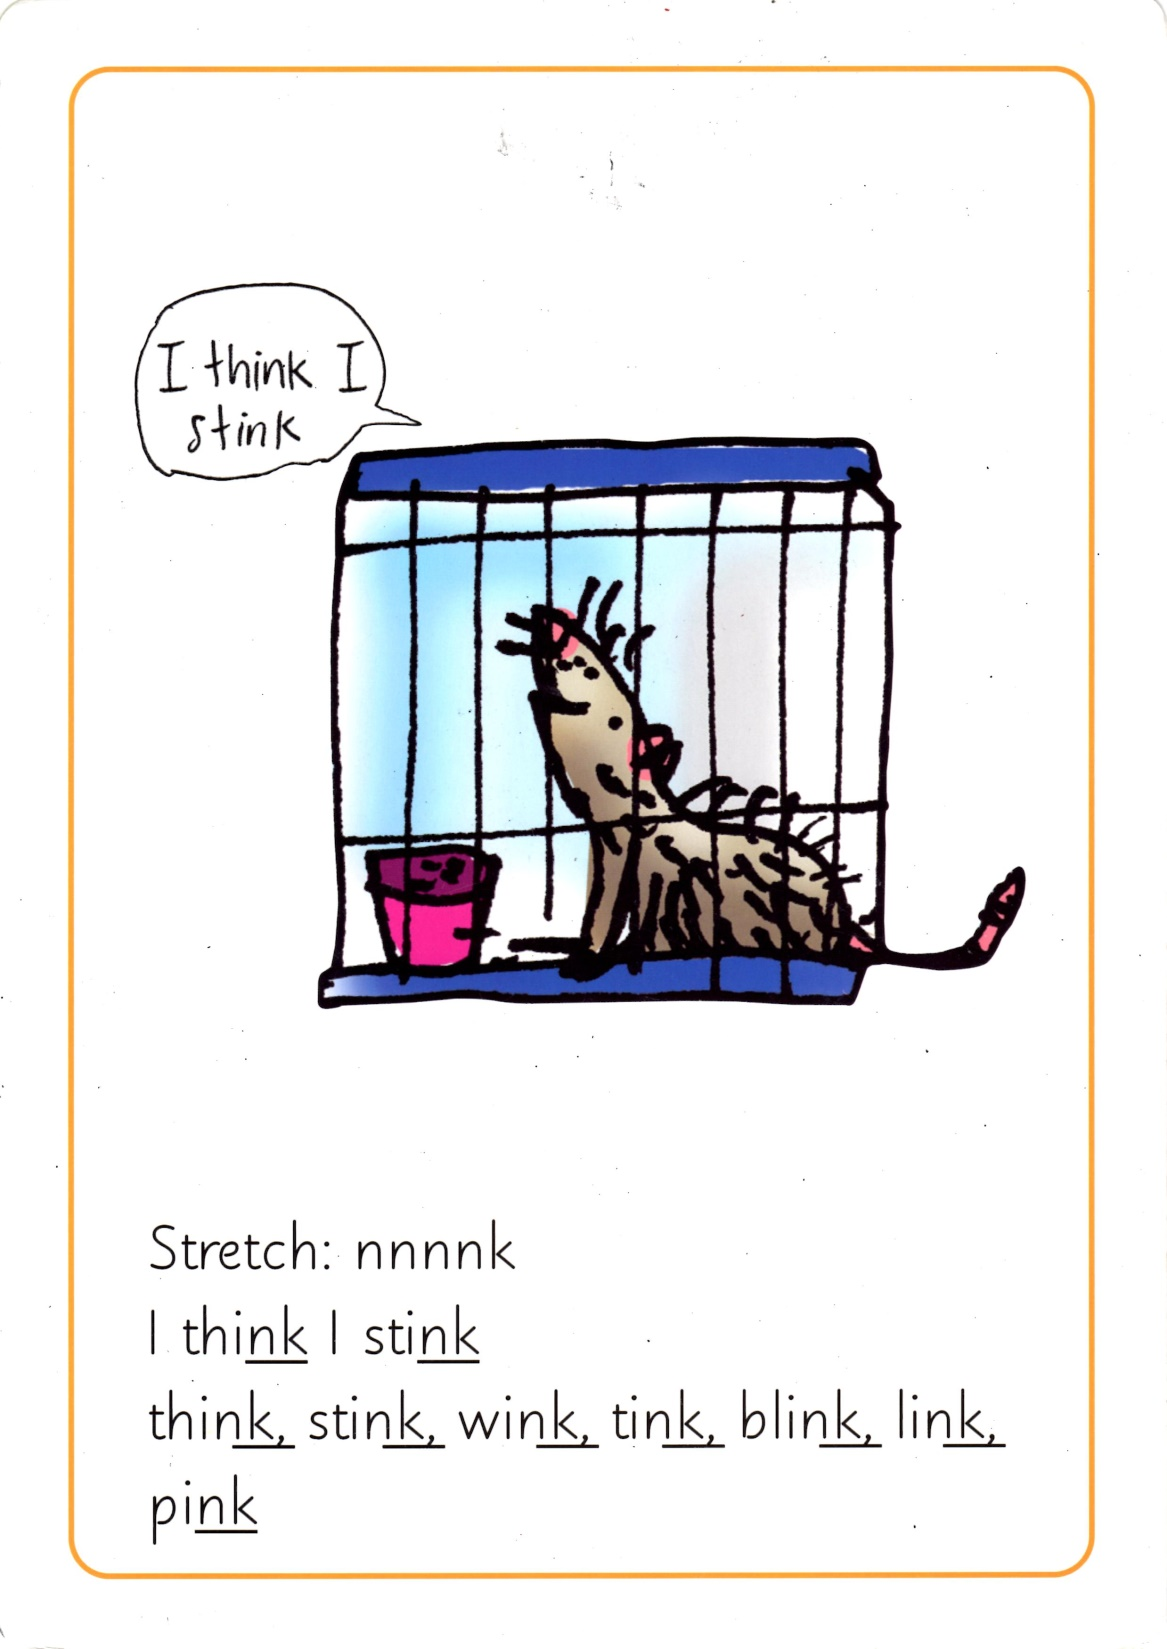 I think I
stink
Stretch: nnnnk
I think I stink
think, stink, wink, tink, blink, link,
pink